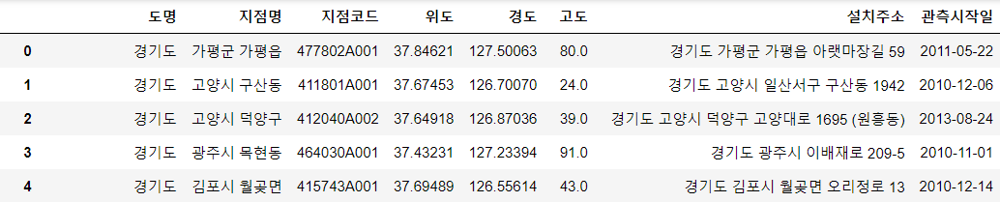 도명 지점명 지점코드 위도 경도 고도 설치주소 관측시작일
0 경기도 가평군 가평읍 477802A001 37.84621 127.50063 80.0 경기도 가평군 가평읍 아랫마장길 59 2011-05-22
1 경기도 고양시 구산동 411801A001 37.67453 126.70070 24.0 경기도 고양시 일산서구 구산동 1942 2010-12-06
2 경기도 고양시 덕양구 412040A002 37.64918 126.87036 39.0 경기도 고양시 덕양구 고양대로 1695 (원흥동) 2013-08-24
3 경기도 광주시 목현동 464030A001 37.43231 127.23394 91.0 경기도 광주시 이배재로 209-5 2010-11-01
4 경기도 김포시 월곶면 415743A001 37.69489 126.55614 43.0 경기도 김포시 월곶면 오리정로 13 2010-12-14